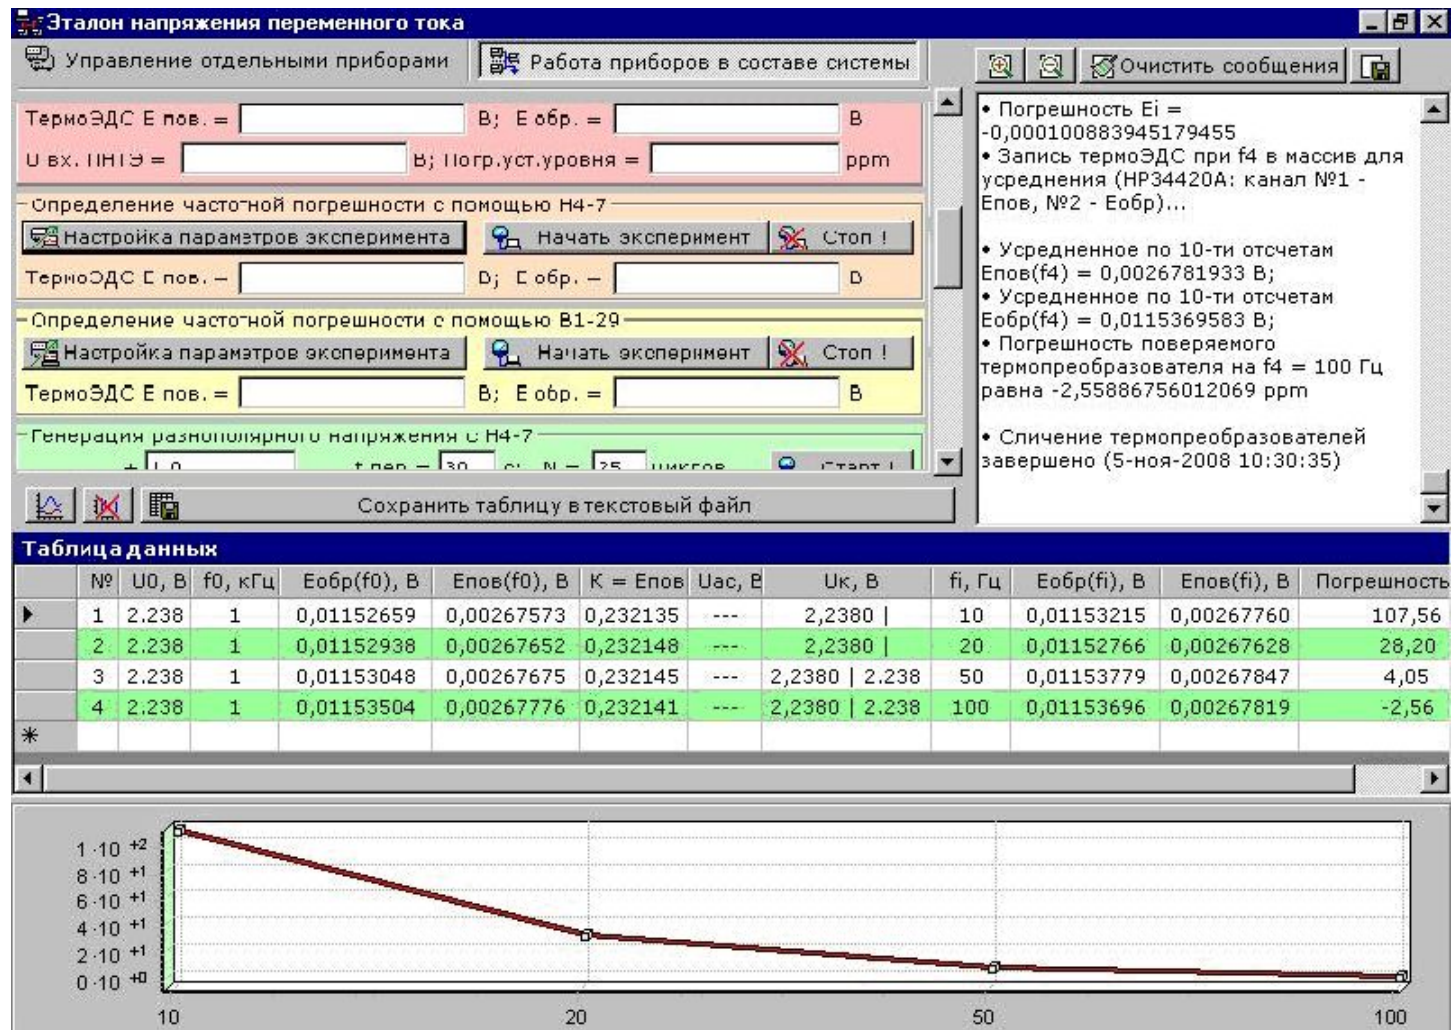 Эталон напряжения переменного тока
Управление отдельными приборами
Работа приборов в составе системы
Очистить сообщения
ТермоЭДС Е пов. = В; Е обр. = В
U вх. ПНТЭ = В; Погр.уст.уровня = ppm
Определение частотной погрешности с помощью Н4-7
Настройка параметров эксперимента Начать эксперимент Стоп !
ТермоЭДС Е пов. = В; Е обр. = В
Определение частотной погрешности с помощью В1-29
Настройка параметров эксперимента Начать эксперимент Стоп !
ТермоЭДС Е пов. = В; Е обр. = В
Генерация разнополярного напряжения с Н4-7
t пер = 30 с; N = 25 циклов Старт !
Сохранить таблицу в текстовый файл
• Погрешность Ei =
-0,000100883945179455
• Запись термоЭДС при f4 в массив для
усреднения (HP34420A: канал №1 -
Епов, №2 - Еобр)...
• Усредненное по 10-ти отсчетам
Епов(f4) = 0,0026781933 В;
• Усредненное по 10-ти отсчетам
Еобр(f4) = 0,0115369583 В;
• Погрешность поверяемого
термопреобразователя на f4 = 100 Гц
равна -2,55886756012069 ppm
• Сличение термопреобразователей
завершено (5-ноя-2008 10:30:35)
Таблица данных
№ U0, В f0, кГц Еобр(f0), В Епов(f0), В К = Епов Uac, В Uк, В fi, Гц Еобр(fi), В Епов(fi), В Погрешность
1 2.238 1 0,01152659 0,00267573 0,232135 --- 2,2380 | 10 0,01153215 0,00267760 107,56
2 2.238 1 0,01152938 0,00267652 0,232148 --- 2,2380 | 20 0,01152766 0,00267628 28,20
3 2.238 1 0,01153048 0,00267675 0,232145 --- 2,2380 | 2.238 50 0,01153779 0,00267847 4,05
4 2.238 1 0,01153504 0,00267776 0,232141 --- 2,2380 | 2.238 100 0,01153696 0,00267819 -2,56
1·10 +2
8·10 +1
6·10 +1
4·10 +1
2·10 +1
0·10 +0
10 20 50 100